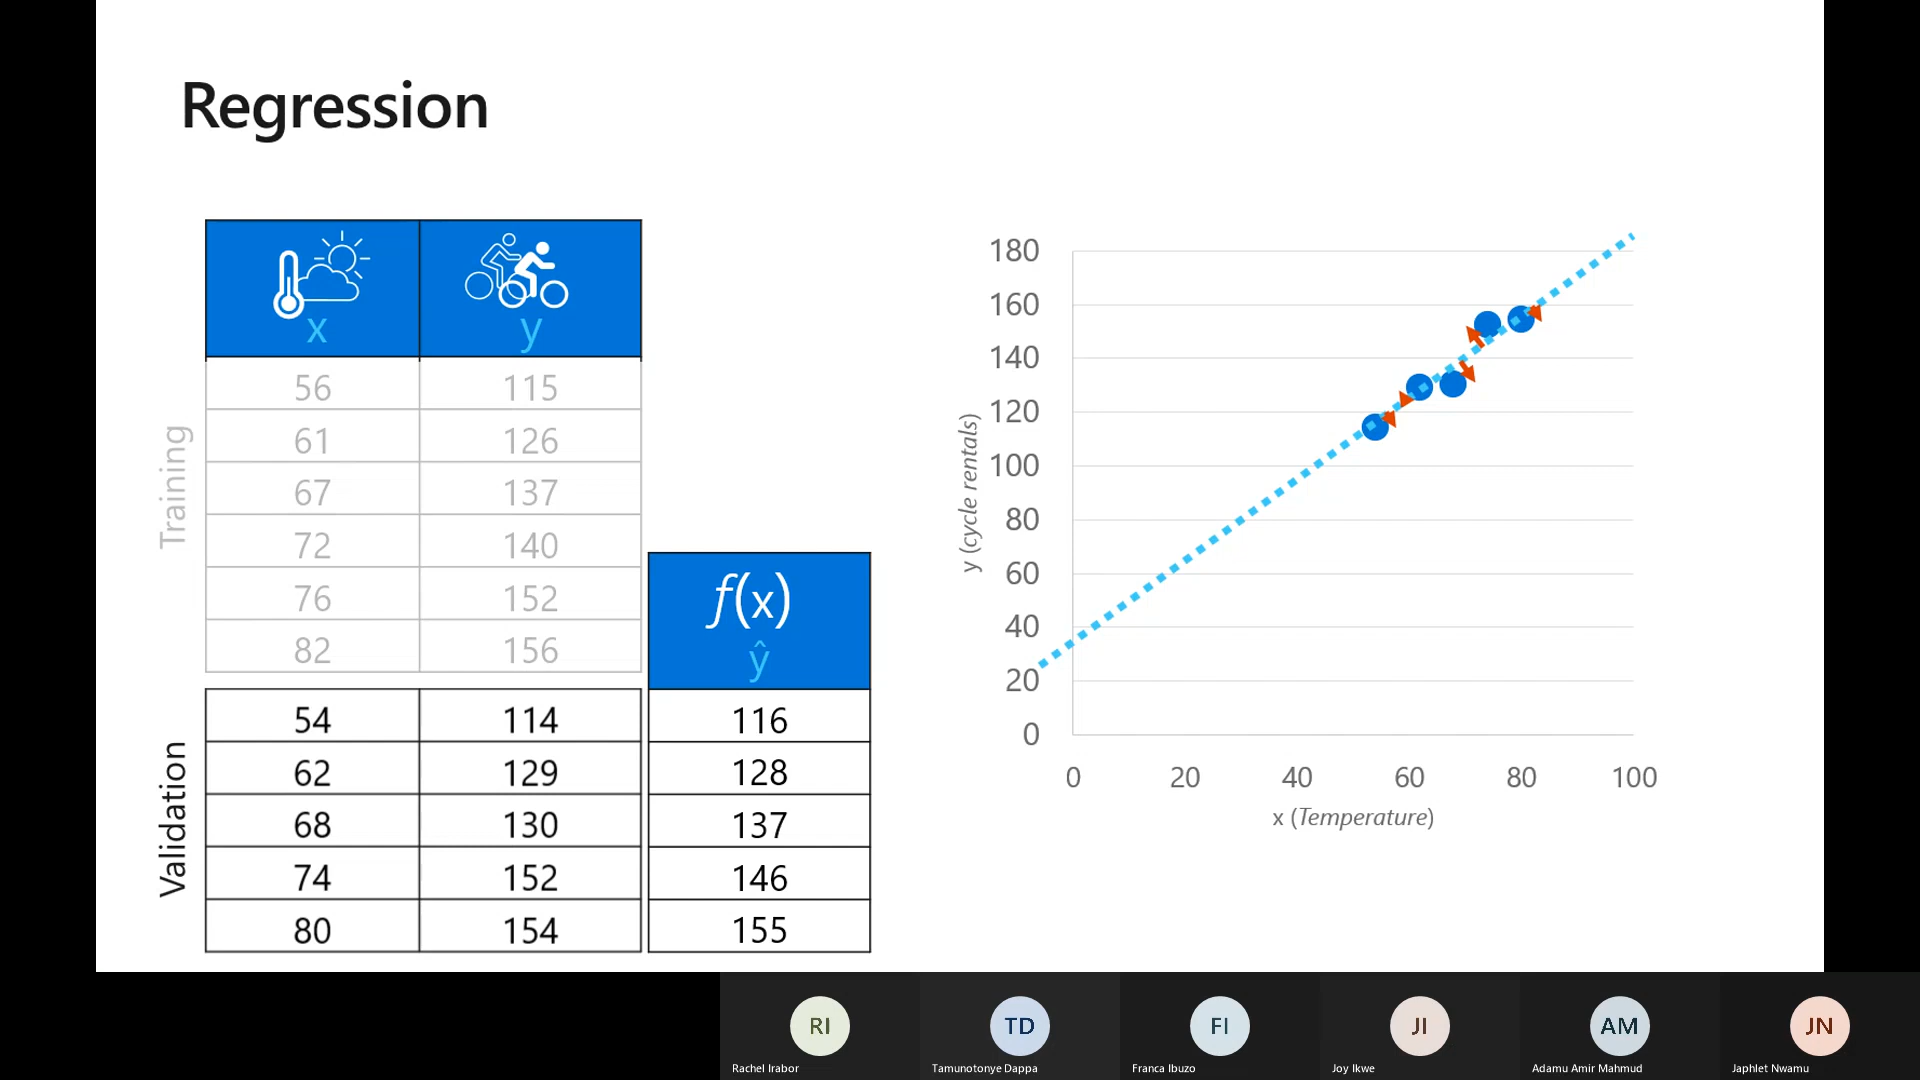 Regression
x y
Training
56 115
61 126
67 137
72 140
76 152
82 156
f(x)
ŷ
Validation
54 114 116
62 129 128
68 130 137
74 152 146
80 154 155
y (cycle rentals)
180
160
140
120
100
80
60
40
20
0
0 20 40 60 80 100
x (Temperature)
RI TD FI JI AM JN
Rachel Irabor Tamunotonye Dappa Franca Ibuzo Joy Ikwe Adamu Amir Mahmud Japhlet Nwamu